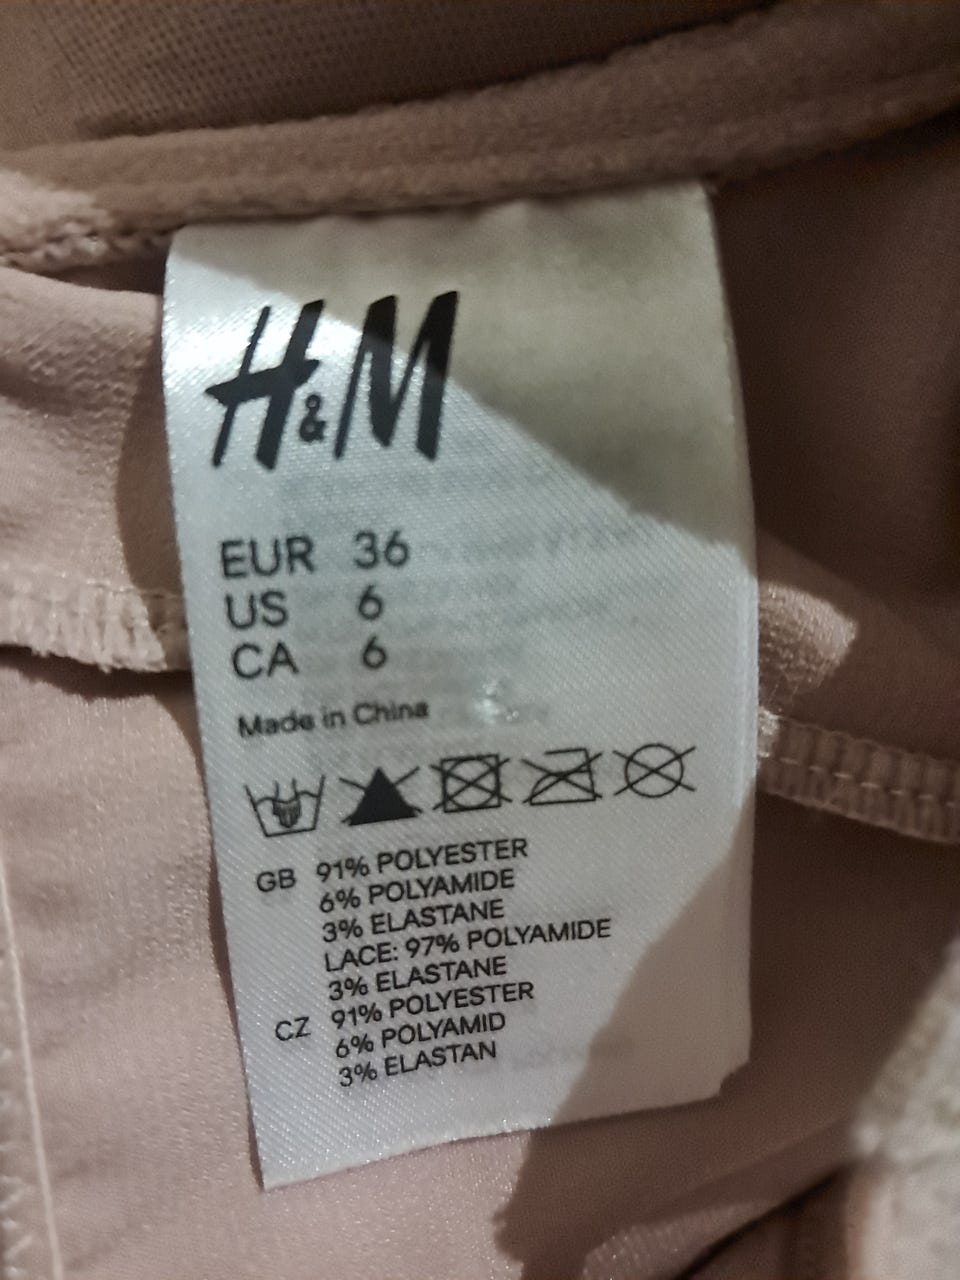 H&M
EUR 36
US 6
CA 6
Made in China
GB 91% POLYESTER
6% POLYAMIDE
3% ELASTANE
LACE: 97% POLYAMIDE
3% ELASTANE
CZ 91% POLYESTER
6% POLYAMID
3% ELASTAN